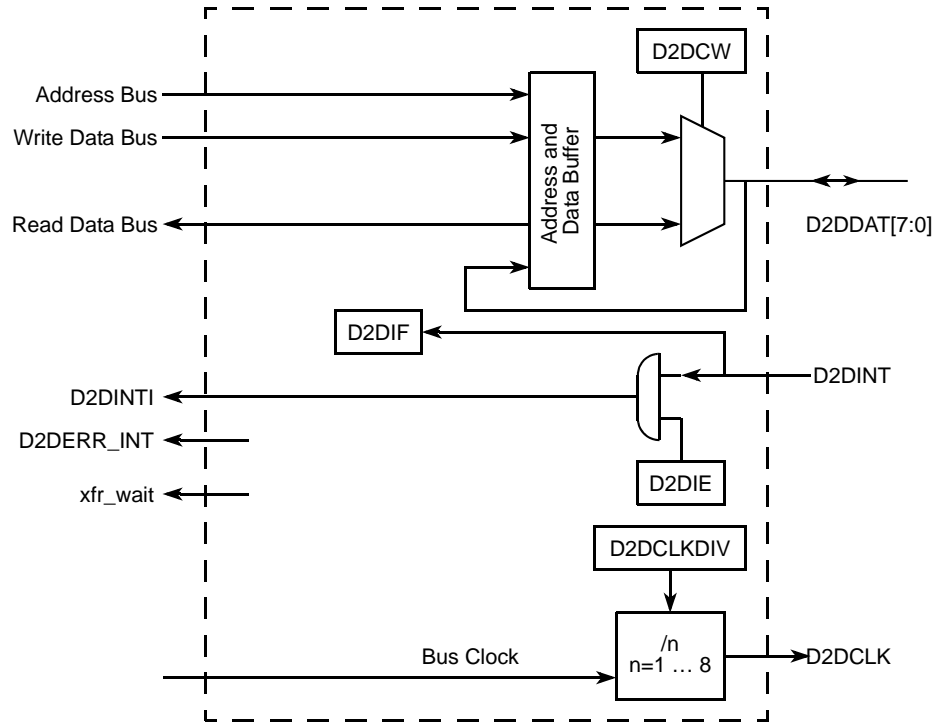 D2DCW
Address Bus
Write Data Bus
Address and
Data Buffer
Read Data Bus
D2DDAT[7:0]
D2DIF
D2DINT
D2DINTI
D2DERR_INT
D2DIE
xfr_wait
D2DCLKDIV
/n
n=1 … 8
Bus Clock
D2DCLK